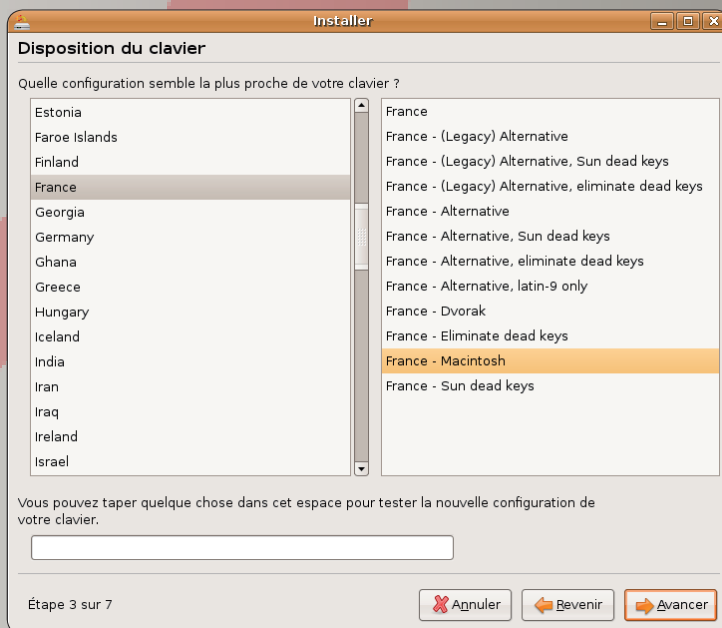 Installer
Disposition du clavier
Quelle configuration semble la plus proche de votre clavier ?
Estonia
Faroe Islands
Finland
France
Georgia
Germany
Ghana
Greece
Hungary
Iceland
India
Iran
Iraq
Ireland
Israel
France
France - (Legacy) Alternative
France - (Legacy) Alternative, Sun dead keys
France - (Legacy) Alternative, eliminate dead keys
France - Alternative
France - Alternative, Sun dead keys
France - Alternative, eliminate dead keys
France - Alternative, latin-9 only
France - Dvorak
France - Eliminate dead keys
France - Macintosh
France - Sun dead keys
Vous pouvez taper quelque chose dans cet espace pour tester la nouvelle configuration de
votre clavier.
Étape 3 sur 7
Annuler
Revenir
Avancer